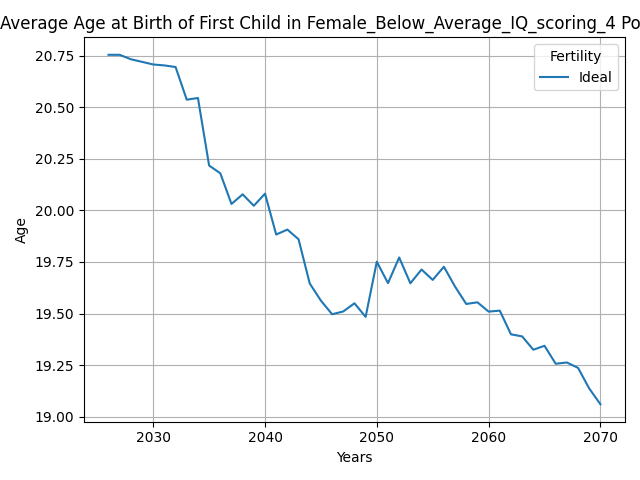 Average Age at Birth of First Child in Female_Below_Average_IQ_scoring_4 Po
Fertility
Ideal
20.75
20.50
20.25
20.00
19.75
19.50
19.25
19.00
Age
2030 2040 2050 2060 2070
Years